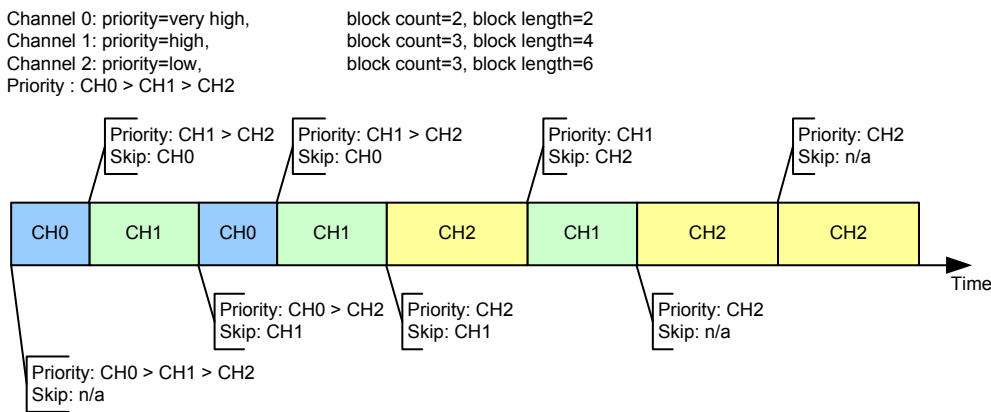 Channel 0: priority=very high, block count=2, block length=2
Channel 1: priority=high, block count=3, block length=4
Channel 2: priority=low, block count=3, block length=6
Priority : CH0 > CH1 > CH2
Priority: CH1 > CH2
Skip: CH0
Priority: CH1 > CH2
Skip: CH0
Priority: CH1
Skip: CH2
Priority: CH2
Skip: n/a
CH0 CH1 CH0 CH1 CH2 CH1 CH2 CH2
Time
Priority: CH0 > CH2
Skip: CH1
Priority: CH2
Skip: CH1
Priority: CH2
Skip: n/a
Priority: CH0 > CH1 > CH2
Skip: n/a